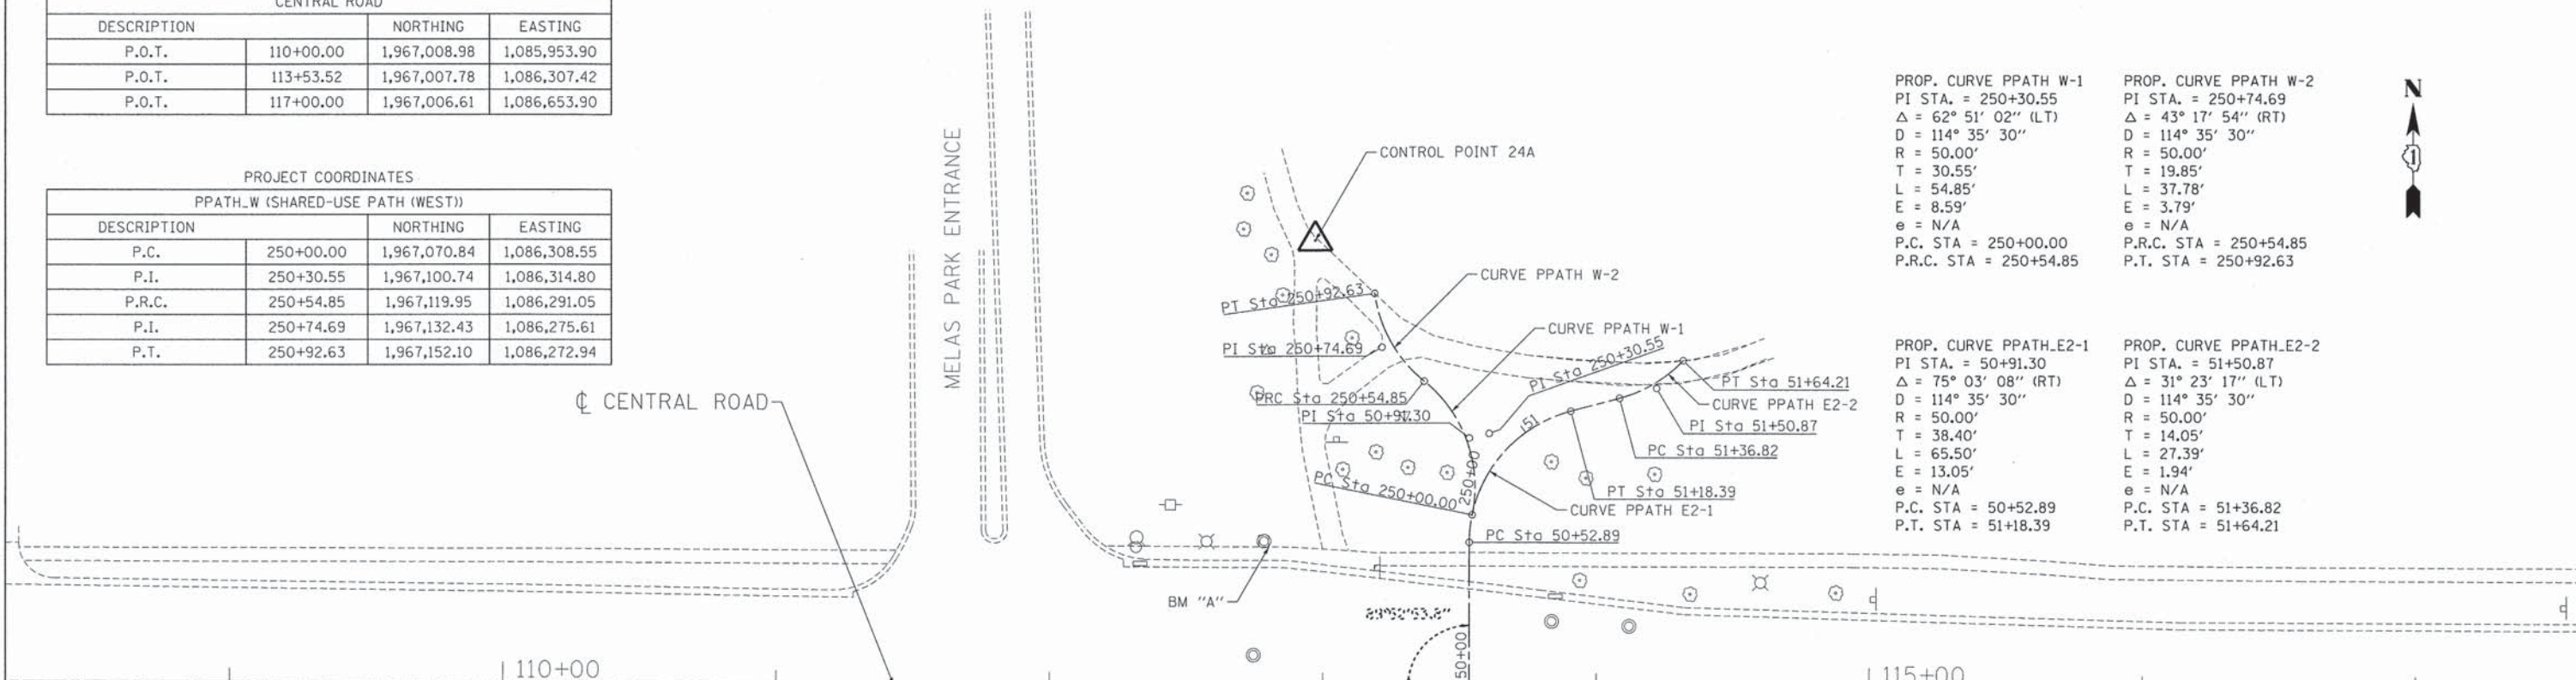 CENTRAL ROAD
DESCRIPTION NORTHING EASTING
P.O.T. 110+00.00 1,967,008.98 1,085,953.90
P.O.T. 113+53.52 1,967,007.78 1,086,307.42
P.O.T. 117+00.00 1,967,006.61 1,086,653.90
PROJECT COORDINATES
PPATH_W (SHARED-USE PATH (WEST))
DESCRIPTION NORTHING EASTING
P.C. 250+00.00 1,967,070.84 1,086,308.55
P.I. 250+30.55 1,967,100.74 1,086,314.80
P.R.C. 250+54.85 1,967,119.95 1,086,291.05
P.I. 250+74.69 1,967,132.43 1,086,275.61
P.T. 250+92.63 1,967,152.10 1,086,272.94
℄ CENTRAL ROAD
MELAS PARK ENTRANCE
CONTROL POINT 24A
CURVE PPATH W-2
PT Sta 250+92.63
CURVE PPATH W-1
PI Sta 250+74.69
PI Sta 250+30.55
PRC Sta 250+54.85
PI Sta 50+91.30
PT Sta 51+64.21
CURVE PPATH E2-2
PI Sta 51+50.87
51
PC Sta 51+36.82
PC Sta 250+00.00
250+00
PT Sta 51+18.39
CURVE PPATH E2-1
PC Sta 50+52.89
BM "A"
50+00
110+00
115+00
PROP. CURVE PPATH W-1
PI STA. = 250+30.55
Δ = 62° 51' 02" (LT)
D = 114° 35' 30"
R = 50.00'
T = 30.55'
L = 54.85'
E = 8.59'
e = N/A
P.C. STA = 250+00.00
P.R.C. STA = 250+54.85
PROP. CURVE PPATH W-2
PI STA. = 250+74.69
Δ = 43° 17' 54" (RT)
D = 114° 35' 30"
R = 50.00'
T = 19.85'
L = 37.78'
E = 3.79'
e = N/A
P.R.C. STA = 250+54.85
P.T. STA = 250+92.63
N
1
PROP. CURVE PPATH_E2-1
PI STA. = 50+91.30
Δ = 75° 03' 08" (RT)
D = 114° 35' 30"
R = 50.00'
T = 38.40'
L = 65.50'
E = 13.05'
e = N/A
P.C. STA = 50+52.89
P.T. STA = 51+18.39
PROP. CURVE PPATH_E2-2
PI STA. = 51+50.87
Δ = 31° 23' 17" (LT)
D = 114° 35' 30"
R = 50.00'
T = 14.05'
L = 27.39'
E = 1.94'
e = N/A
P.C. STA = 51+36.82
P.T. STA = 51+64.21